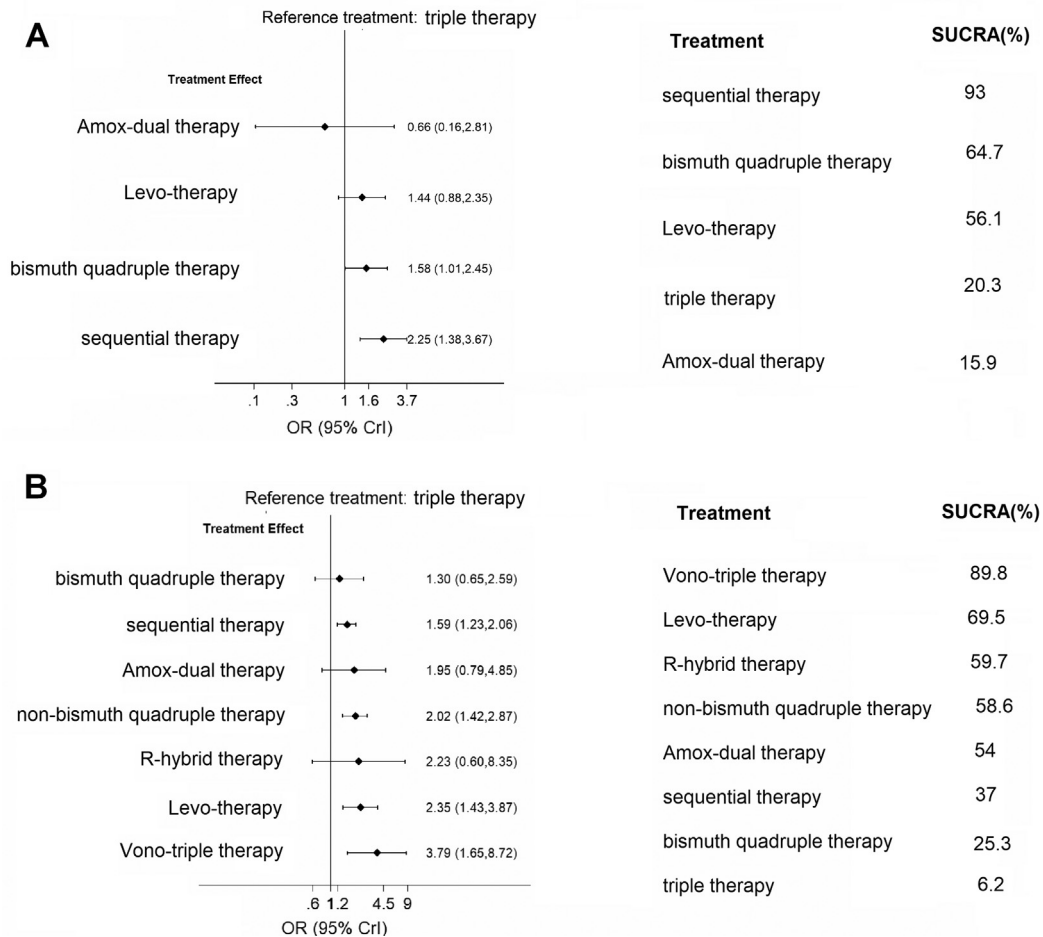 A
Reference treatment: triple therapy
Treatment Effect
Amox-dual therapy 0.66 (0.16,2.81)
Levo-therapy 1.44 (0.88,2.35)
bismuth quadruple therapy 1.58 (1.01,2.45)
sequential therapy 2.25 (1.38,3.67)
.1 .3 1 1.6 3.7
OR (95% CrI)
Treatment SUCRA(%)
sequential therapy 93
bismuth quadruple therapy 64.7
Levo-therapy 56.1
triple therapy 20.3
Amox-dual therapy 15.9
B
Reference treatment: triple therapy
Treatment Effect
bismuth quadruple therapy 1.30 (0.65,2.59)
sequential therapy 1.59 (1.23,2.06)
Amox-dual therapy 1.95 (0.79,4.85)
non-bismuth quadruple therapy 2.02 (1.42,2.87)
R-hybrid therapy 2.23 (0.60,8.35)
Levo-therapy 2.35 (1.43,3.87)
Vono-triple therapy 3.79 (1.65,8.72)
.6 1 1.2 4.5 9
OR (95% CrI)
Treatment SUCRA(%)
Vono-triple therapy 89.8
Levo-therapy 69.5
R-hybrid therapy 59.7
non-bismuth quadruple therapy 58.6
Amox-dual therapy 54
sequential therapy 37
bismuth quadruple therapy 25.3
triple therapy 6.2